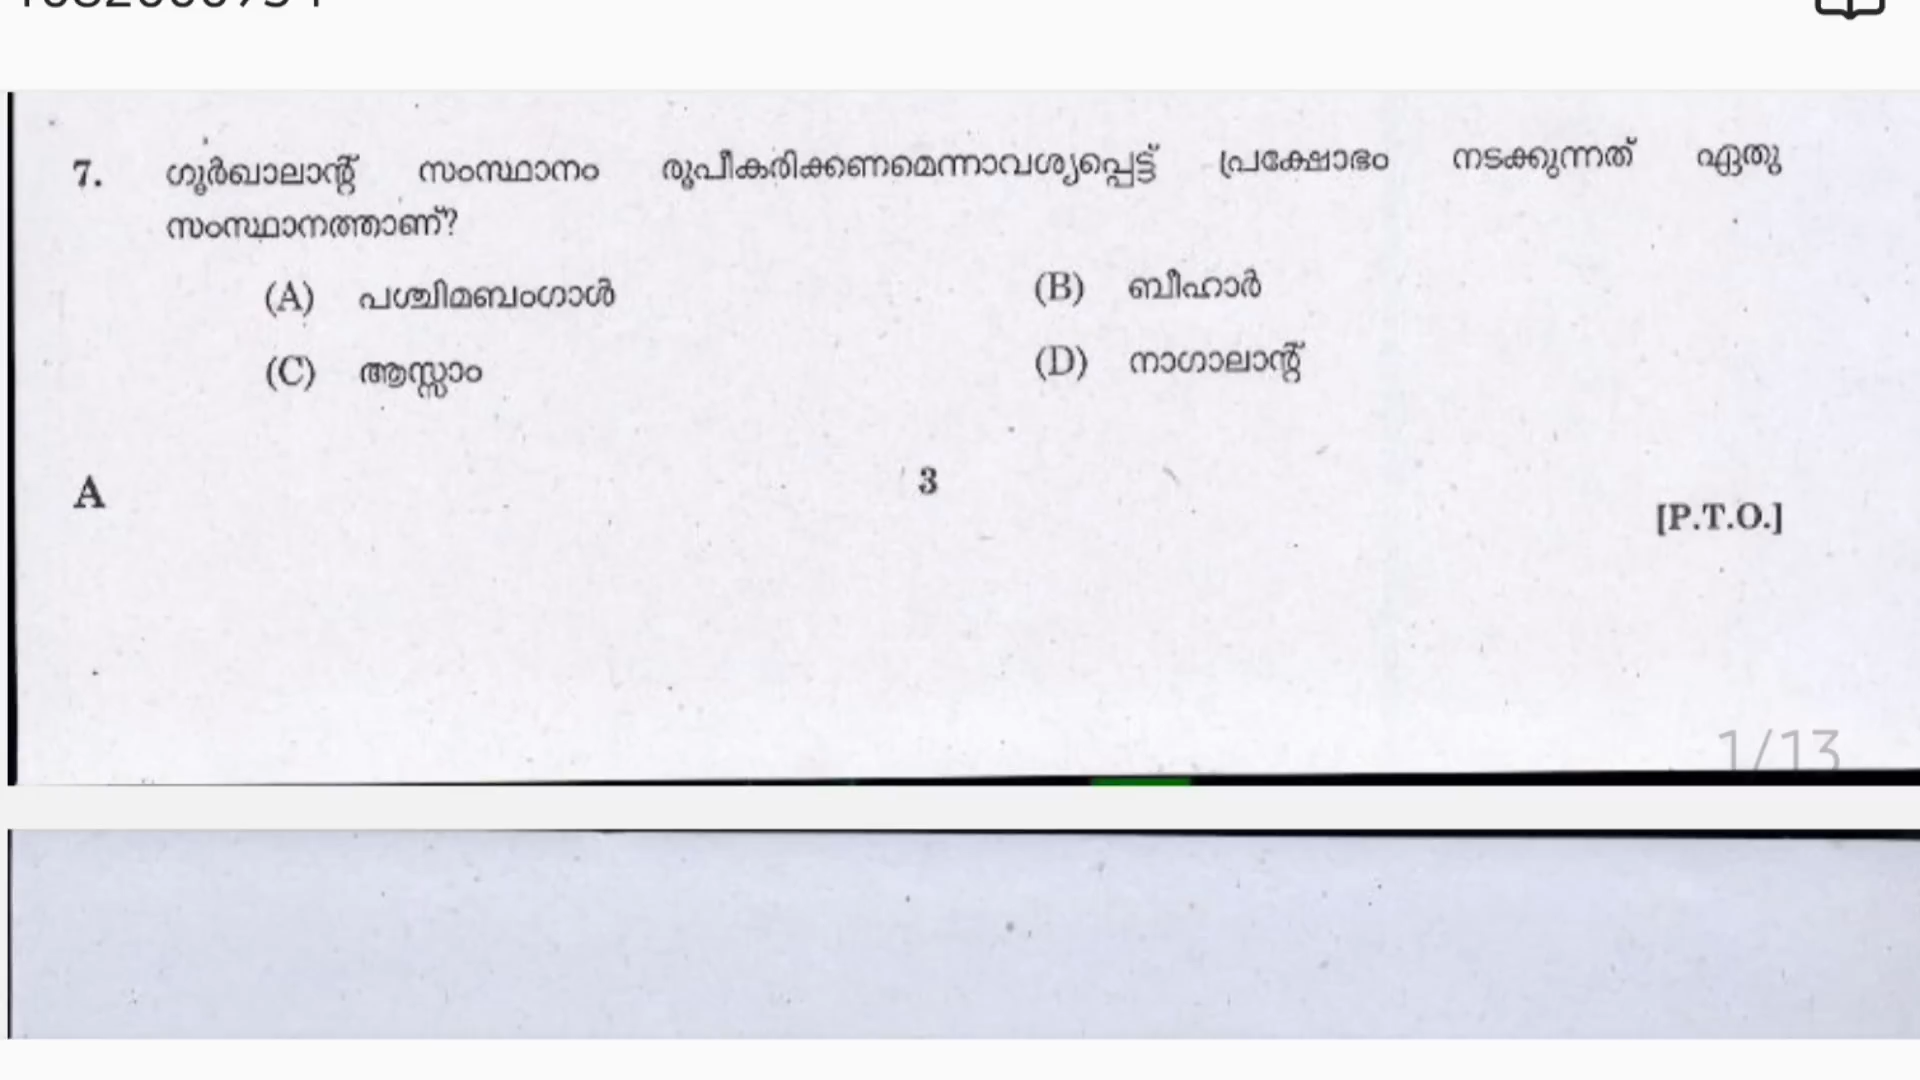 7. ഗൂർഖാലാന്റ് സംസ്ഥാനം രൂപീകരിക്കണമെന്നാവശ്യപ്പെട്ട് പ്രക്ഷോഭം നടക്കുന്നത് ഏതു
സംസ്ഥാനത്താണ്?
(A) പശ്ചിമബംഗാൾ (B) ബീഹാർ
(C) ആസ്സാം (D) നാഗാലാന്റ്
A 3 [P.T.O.]
1/13